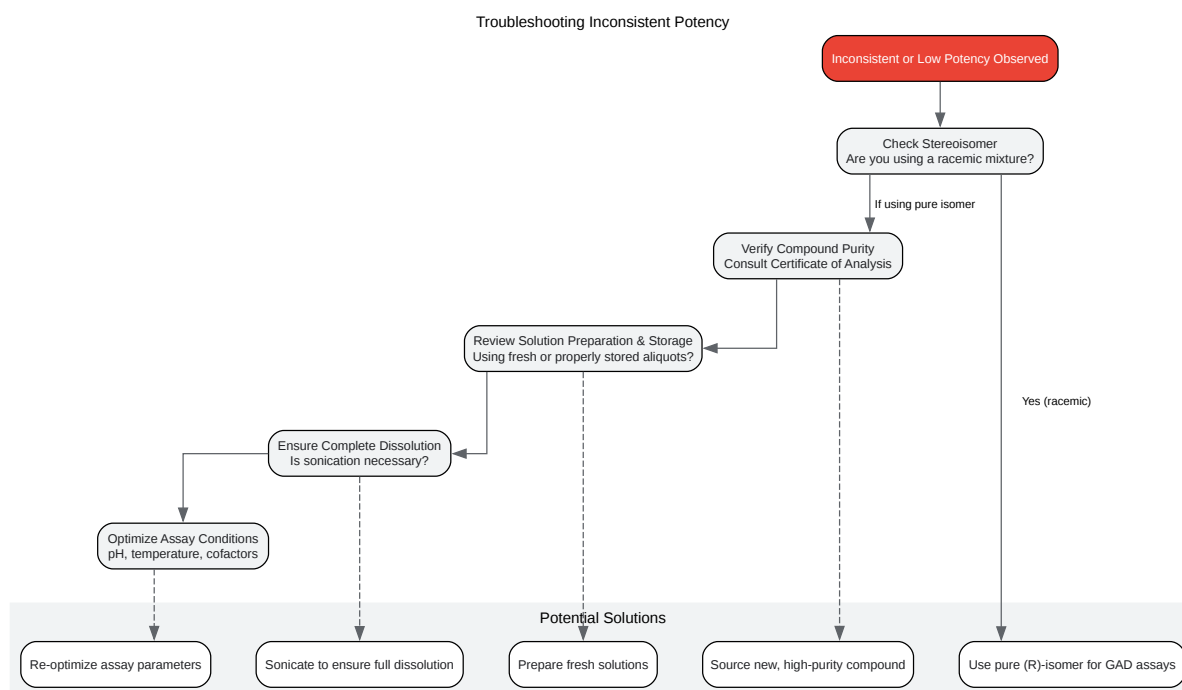 Troubleshooting Inconsistent Potency
Inconsistent or Low Potency Observed
Check Stereoisomer
Are you using a racemic mixture?
If using pure isomer
Verify Compound Purity
Consult Certificate of Analysis
Review Solution Preparation & Storage
Using fresh or properly stored aliquots?
Yes (racemic)
Ensure Complete Dissolution
Is sonication necessary?
Optimize Assay Conditions
pH, temperature, cofactors
Potential Solutions
Re-optimize assay parameters
Sonicate to ensure full dissolution
Prepare fresh solutions
Source new, high-purity compound
Use pure (R)-isomer for GAD assays